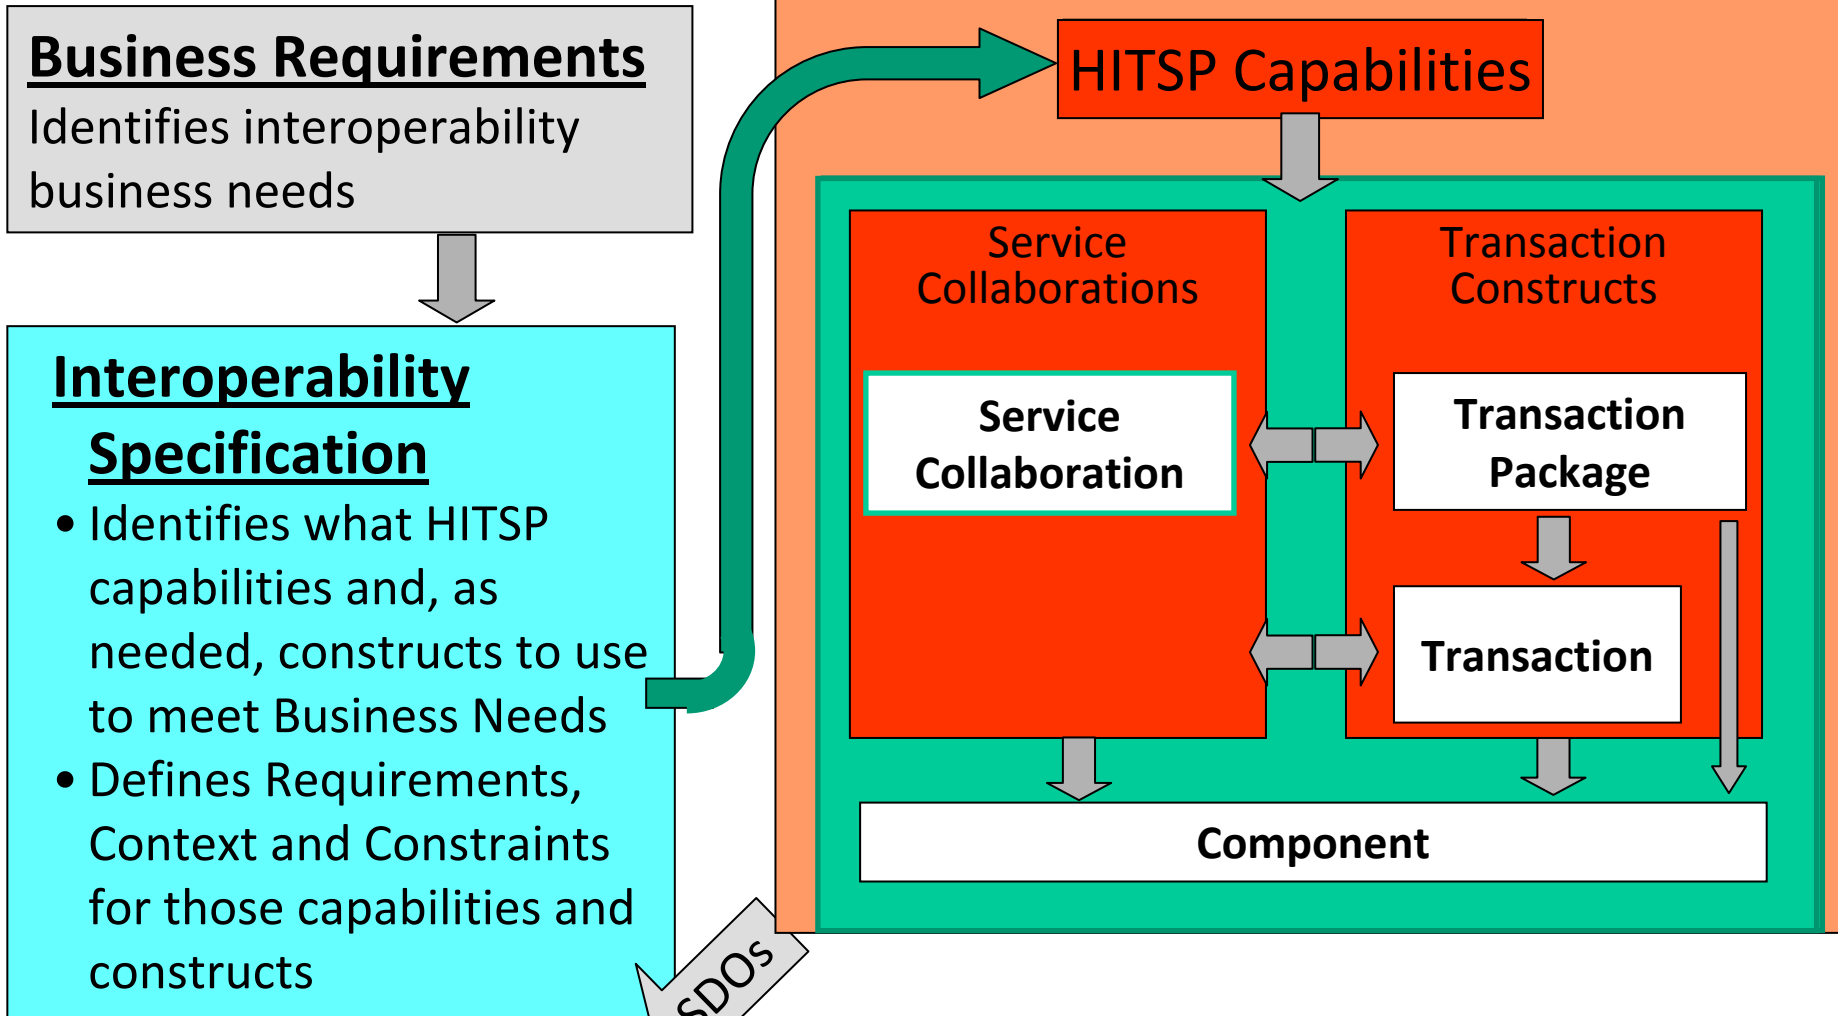 Business Requirements
Identifies interoperability
business needs
Interoperability
Specification
• Identifies what HITSP
capabilities and, as
needed, constructs to use
to meet Business Needs
• Defines Requirements,
Context and Constraints
for those capabilities and
constructs
SDOs
HITSP Capabilities
Service
Collaborations
Service
Collaboration
Transaction
Constructs
Transaction
Package
Transaction
Component